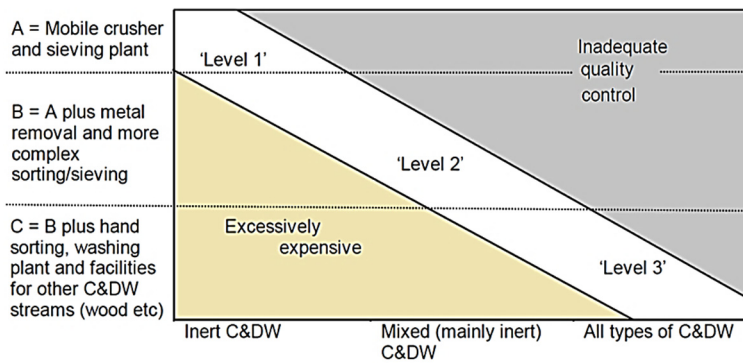 A = Mobile crusher
and sieving plant
'Level 1'
Inadequate
quality
control
B = A plus metal
removal and more
complex
sorting/sieving
'Level 2'
C = B plus hand
sorting, washing
plant and facilities
for other C&DW
streams (wood etc)
Excessively
expensive
'Level 3'
Inert C&DW
Mixed (mainly inert)
C&DW
All types of C&DW